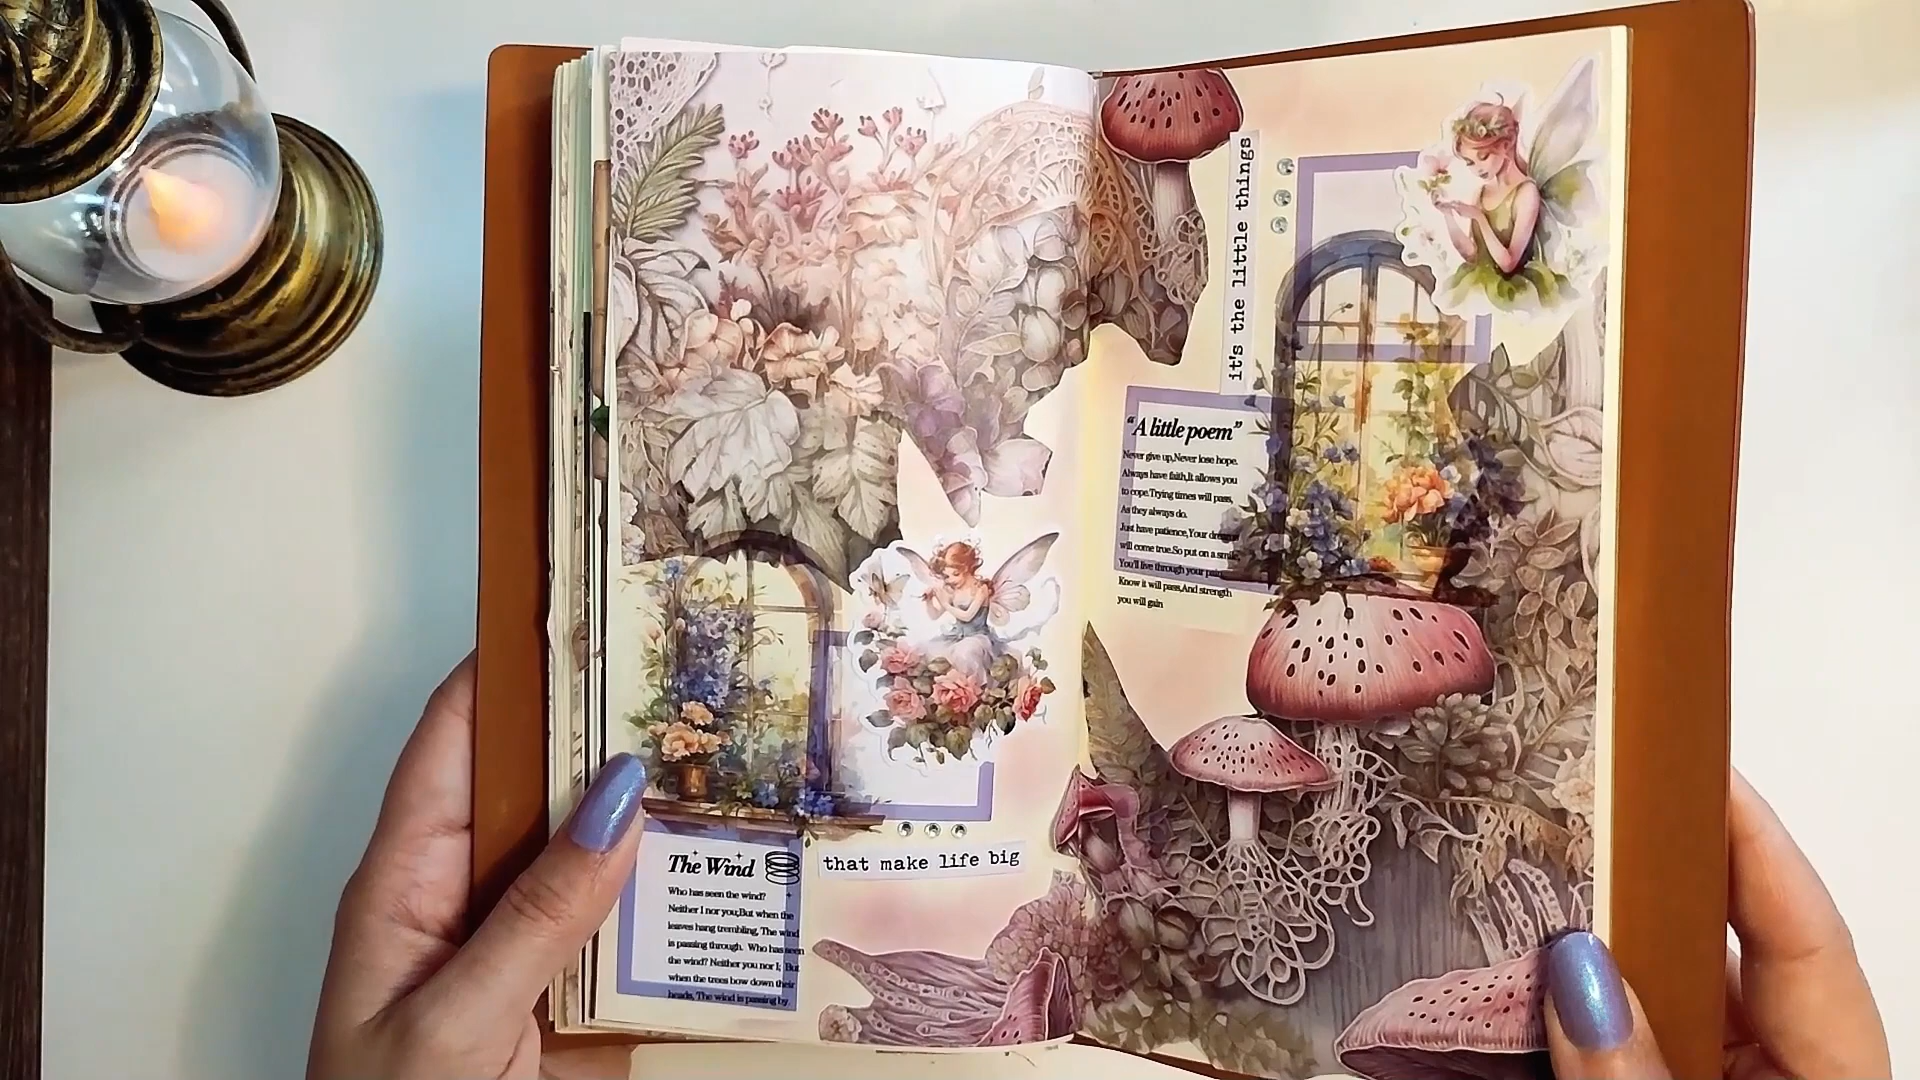 The Wind
Who has seen the wind?
Neither I nor you;But when the
leaves hang trembling, The wind
is passing through. Who has seen
the wind? Neither you nor I; But
when the trees bow down their
heads, The wind is passing by.
that make life big
it's the little things
“A little poem”
Never give up,Never lose hope.
Always have faith,It allows you
to cope.Trying times will pass,
As they always do.
Just have patience,Your dreams
will come true.So put on a smile,
You'll live through your pain,
Know it will pass,And strength
you will gain